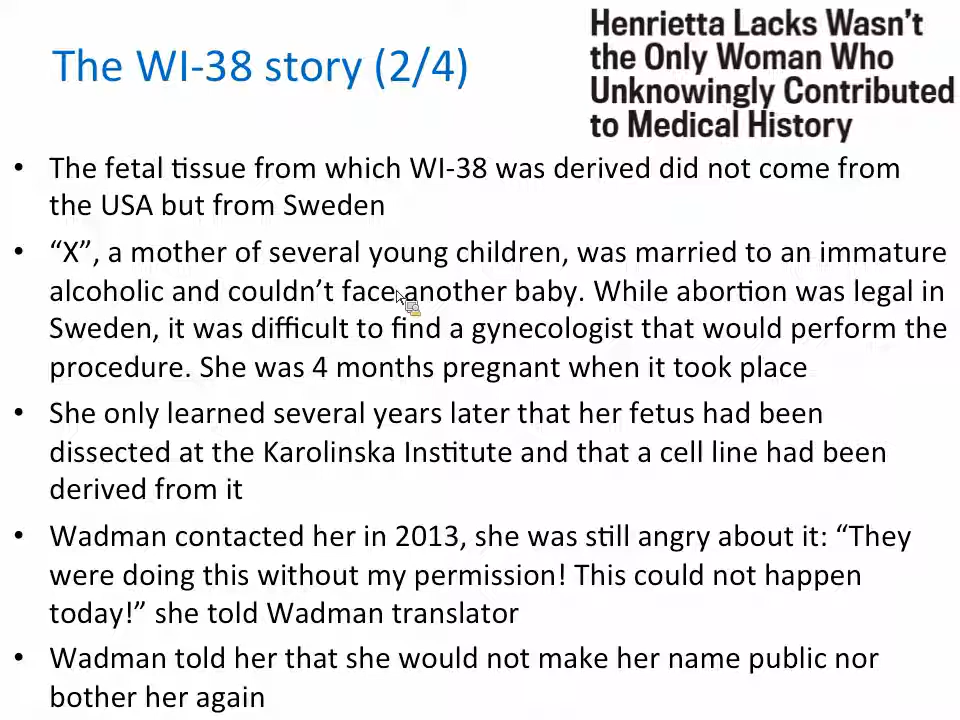 The WI-38 story (2/4)
Henrietta Lacks Wasn't
the Only Woman Who
Unknowingly Contributed
to Medical History
• The fetal tissue from which WI-38 was derived did not come from
the USA but from Sweden
• “X”, a mother of several young children, was married to an immature
alcoholic and couldn’t face another baby. While abortion was legal in
Sweden, it was difficult to find a gynecologist that would perform the
procedure. She was 4 months pregnant when it took place
• She only learned several years later that her fetus had been
dissected at the Karolinska Institute and that a cell line had been
derived from it
• Wadman contacted her in 2013, she was still angry about it: “They
were doing this without my permission! This could not happen
today!” she told Wadman translator
• Wadman told her that she would not make her name public nor
bother her again